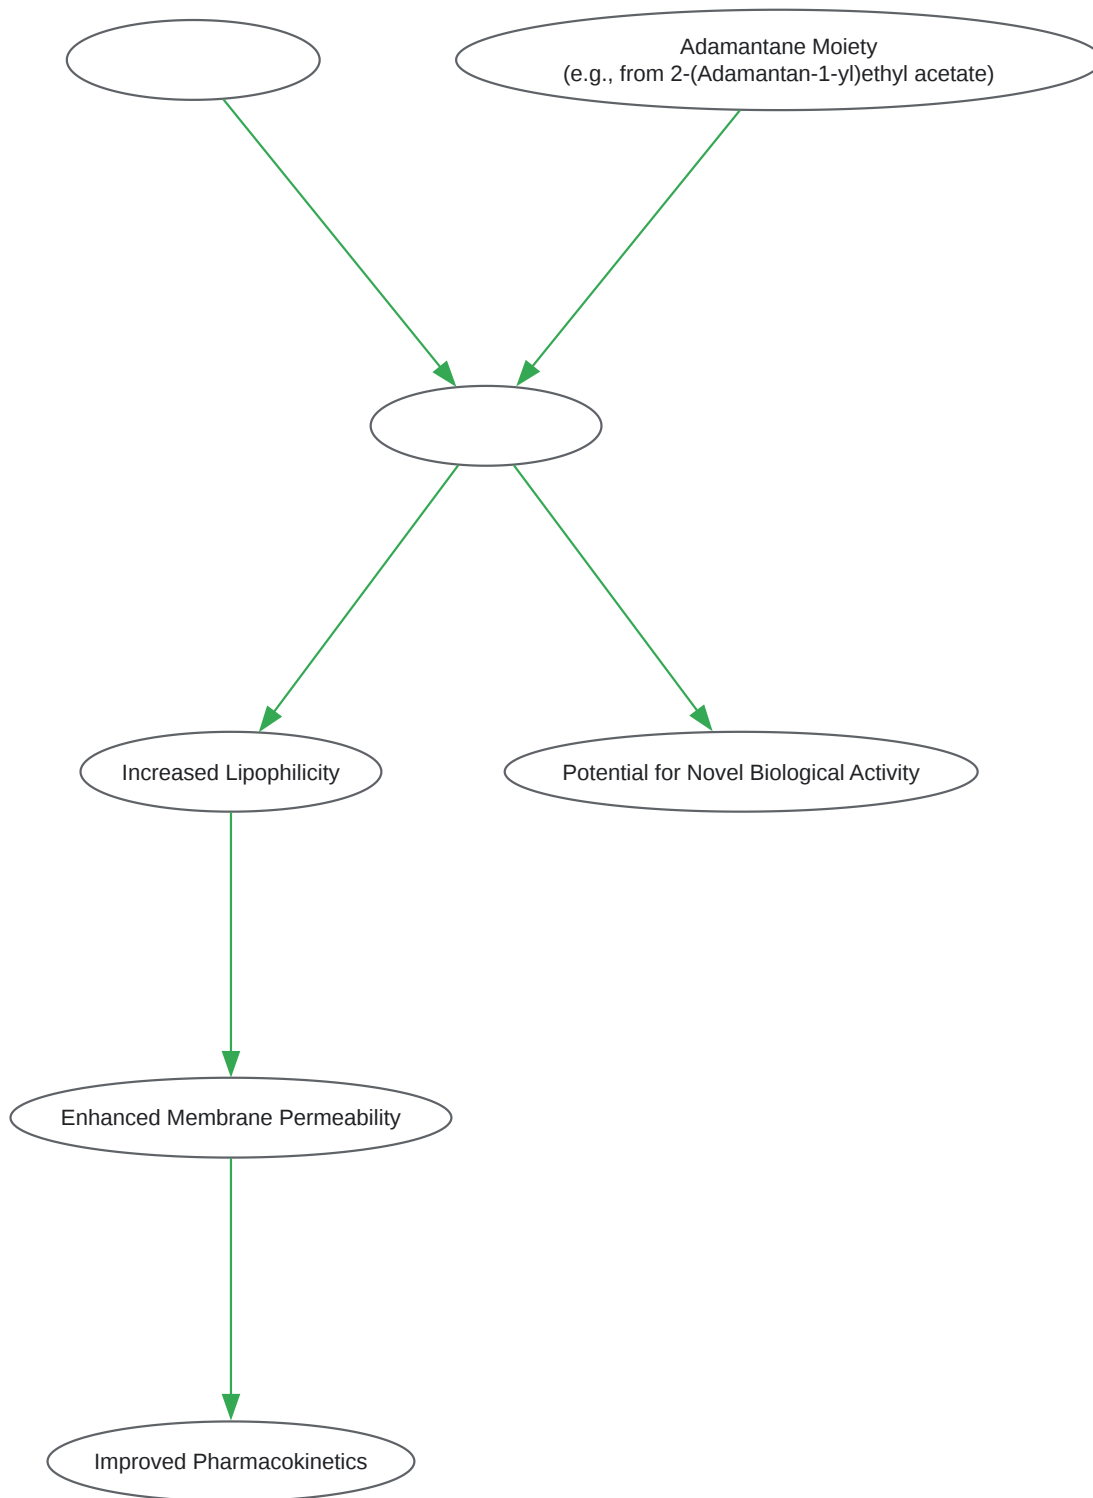 Adamantane Moiety
(e.g., from 2-(Adamantan-1-yl)ethyl acetate)
Increased Lipophilicity
Potential for Novel Biological Activity
Enhanced Membrane Permeability
Improved Pharmacokinetics